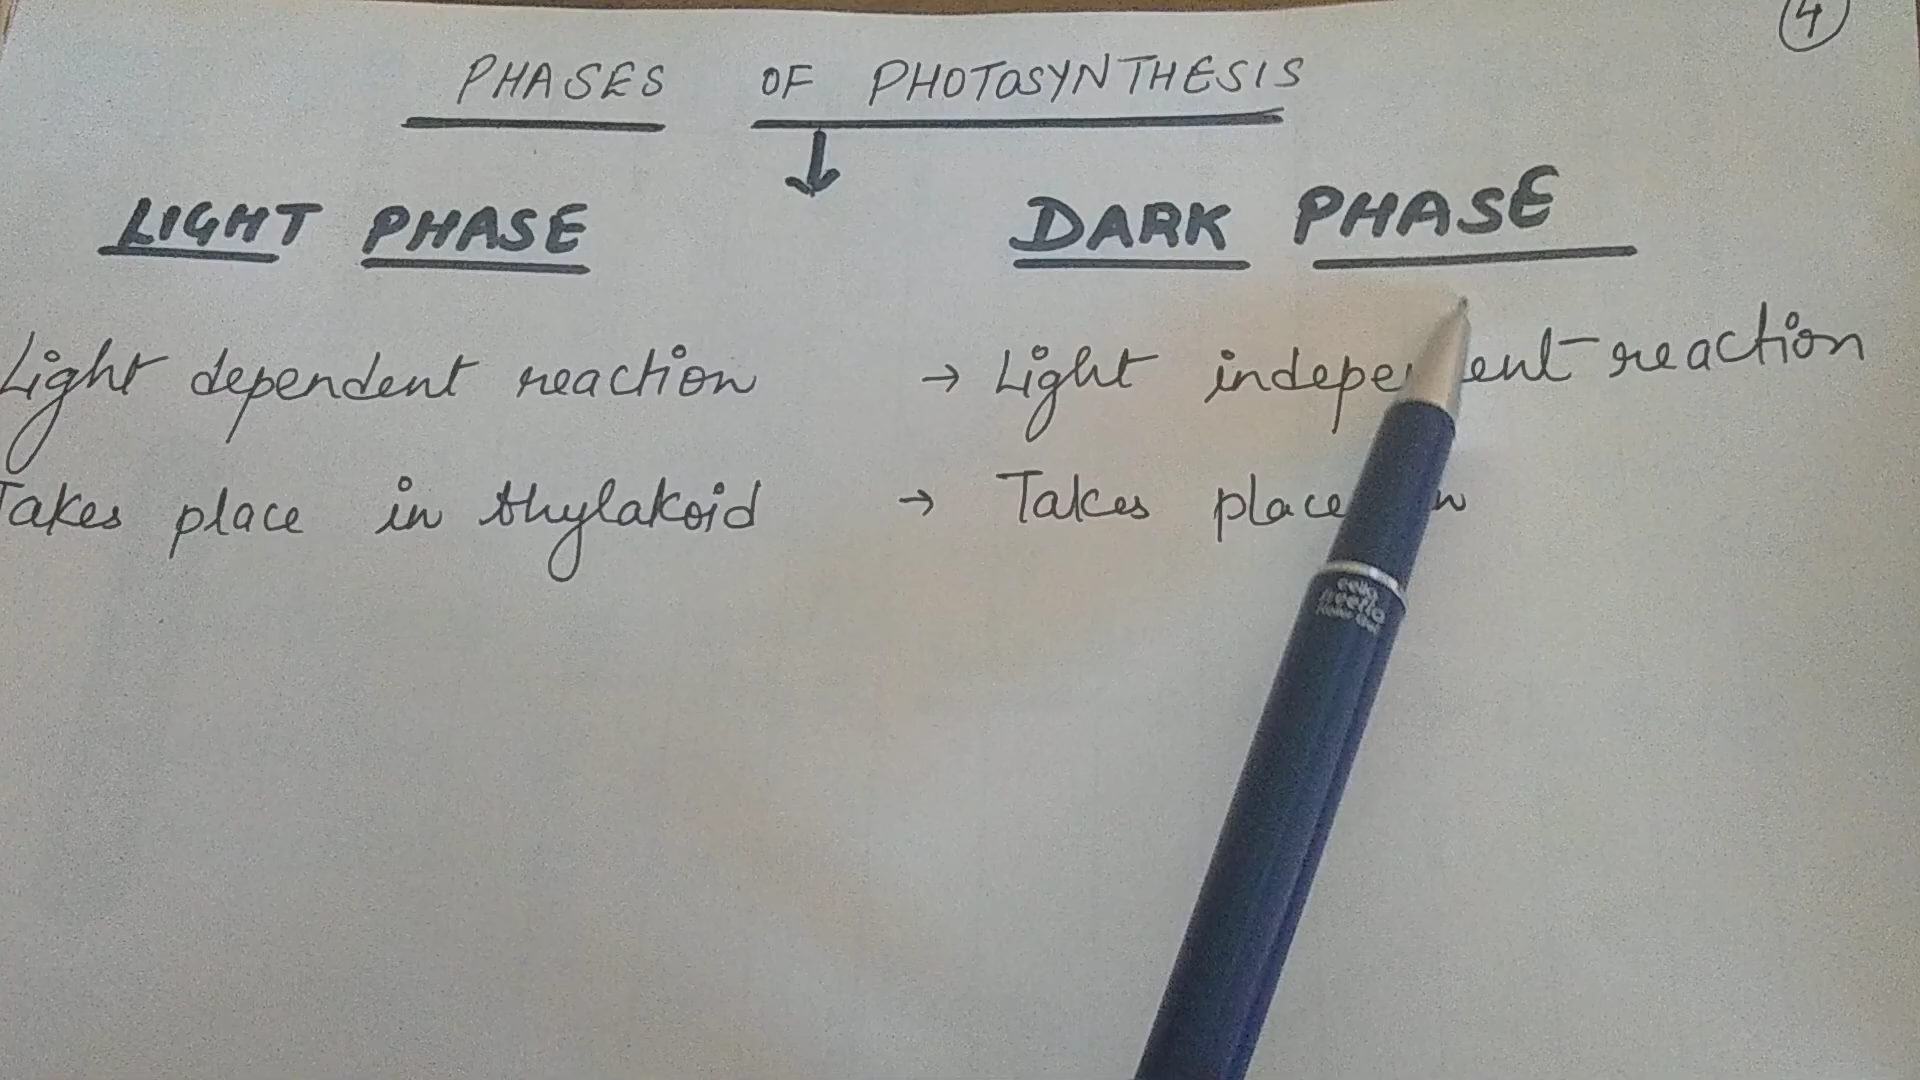 4
PHASES OF PHOTOSYNTHESIS
LIGHT PHASE
DARK PHASE
Light dependent reaction
→ Light indepe ent reaction
Takes place in thylakoid
→ Takes place
cello